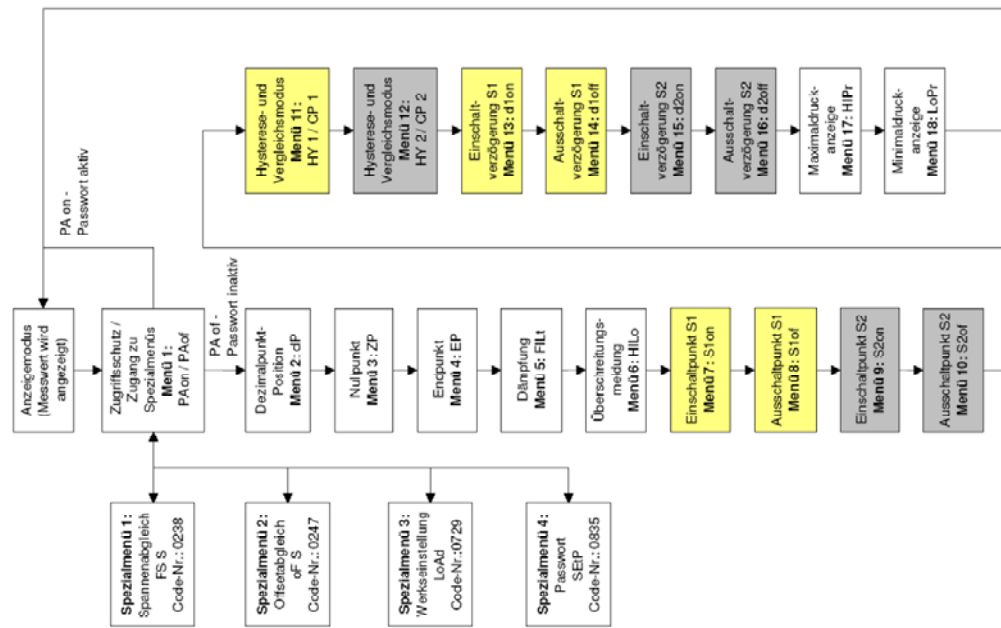 Anzeigemodus
(Messwert wird
angezeigt)
PA on -
Passwort aktiv
Zugriffsschutz /
Zugang zu
Spezialmenüs
Menü 1:
PA on / PAof
PA of -
Passwort inaktiv
Dezimalpunkt-
Position
Menü 2: dP
Nullpunkt
Menü 3: ZP
Endpunkt
Menü 4: EP
Dämpfung
Menü 5: FILt
Überschreitungs-
meldung
Menü 6: HILo
Einschaltpunkt S1
Menü 7: S1on
Ausschaltpunkt S1
Menü 8: S1of
Einschaltpunkt S2
Menü 9: S2on
Ausschaltpunkt S2
Menü 10: S2of
Hysterese- und
Vergleichsmodus
Menü 11:
HY 1 / CP 1
Hysterese- und
Vergleichsmodus
Menü 12:
HY 2 / CP 2
Einschalt-
verzögerung S1
Menü 13: d1on
Ausschalt-
verzögerung S1
Menü 14: d1off
Einschalt-
verzögerung S2
Menü 15: d2on
Ausschalt-
verzögerung S2
Menü 16: d2off
Maximaldruck-
anzeige
Menü 17: HIPr
Minimaldruck-
anzeige
Menü 18: LoPr
Spezialmenü 1:
Spannenabgleich
FS S
Code-Nr.: 0238
Spezialmenü 2:
Offsetabgleich
oF S
Code-Nr.: 0247
Spezialmenü 3:
Werkseinstellung
LoAd
Code-Nr.:0729
Spezialmenü 4:
Passwort
SEtP
Code-Nr.: 0835